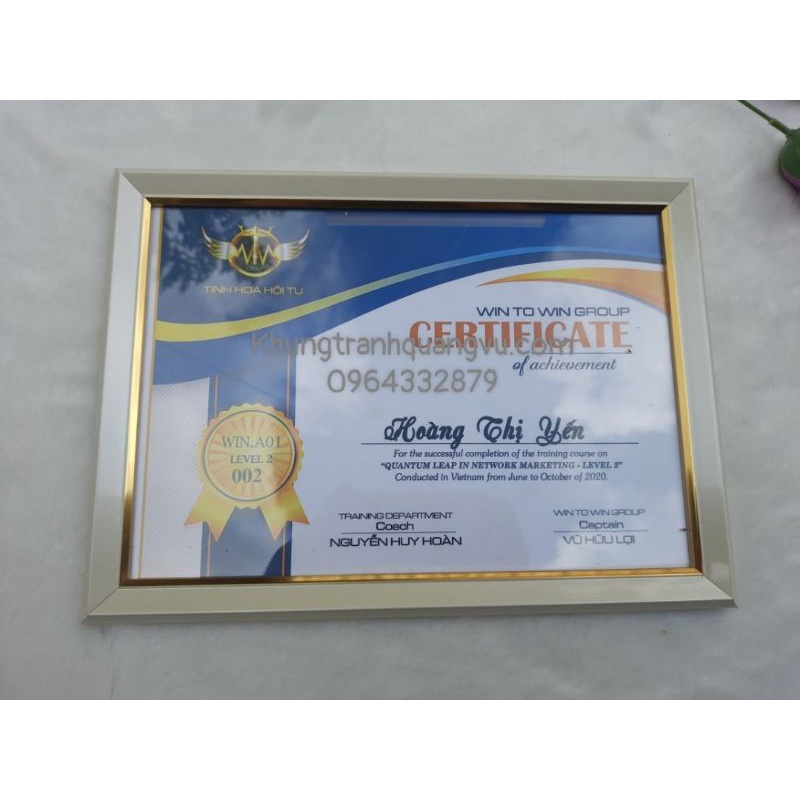 TINH HOA HỘI TỤ
WIN TO WIN GROUP
CERTIFICATE
of achievement
Khungtranhquangvu.com
0964332879
Hoàng Thị Yến
For the successful completion of the training course on
"QUANTUM LEAP IN NETWORK MARKETING - LEVEL 2"
Conducted in Vietnam from June to October of 2020.
WIN.A01
LEVEL 2
002
TRAINING DEPARTMENT
Coach
NGUYỄN HUY HOÀN
WIN TO WIN GROUP
Captain
VŨ HỮU LỢI